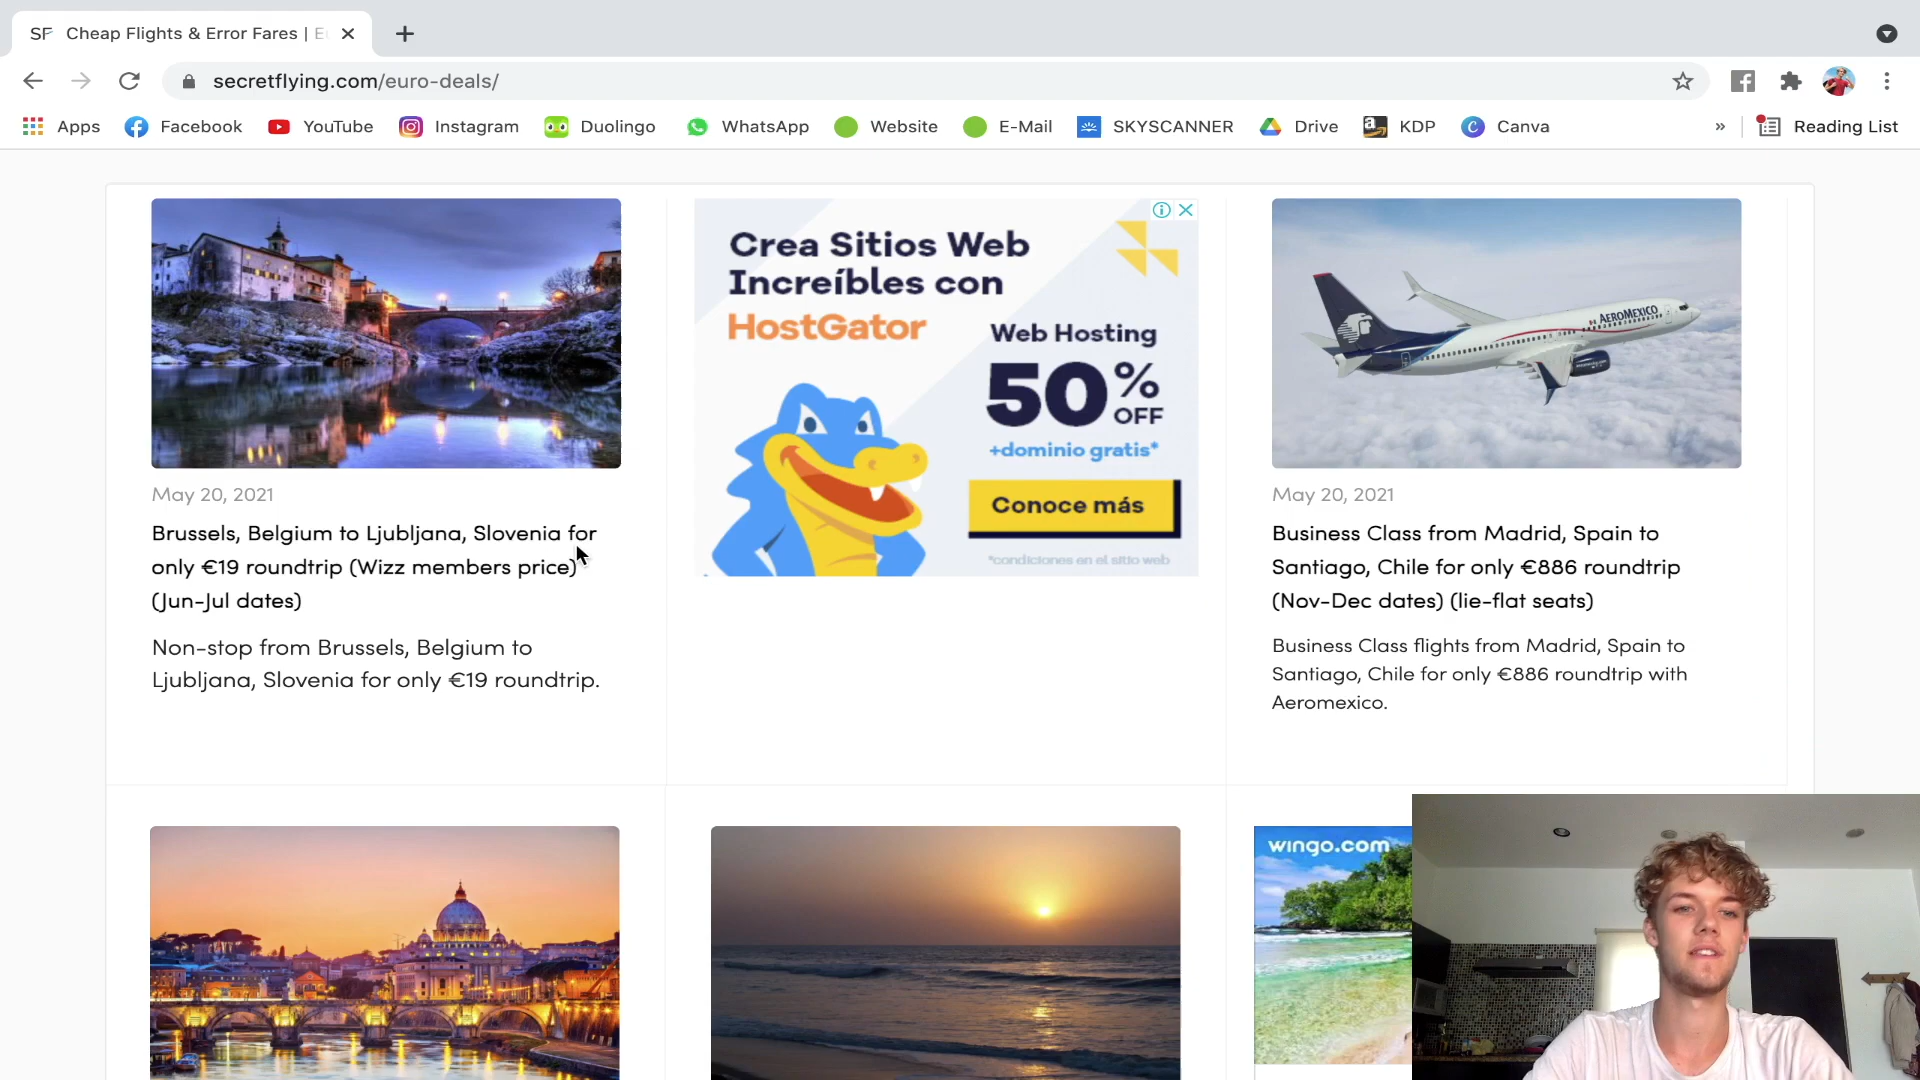 SF Cheap Flights & Error Fares |
secretflying.com/euro-deals/
Apps Facebook YouTube Instagram Duolingo WhatsApp Website E-Mail SKYSCANNER Drive KDP Canva » Reading List
Crea Sitios Web
Increíbles con
HostGator
Web Hosting
50% OFF
+dominio gratis*
Conoce más
*condiciones en el sitio web
AEROMEXICO
May 20, 2021
Brussels, Belgium to Ljubljana, Slovenia for
only €19 roundtrip (Wizz members price)
(Jun-Jul dates)
Non-stop from Brussels, Belgium to
Ljubljana, Slovenia for only €19 roundtrip.
May 20, 2021
Business Class from Madrid, Spain to
Santiago, Chile for only €886 roundtrip
(Nov-Dec dates) (lie-flat seats)
Business Class flights from Madrid, Spain to
Santiago, Chile for only €886 roundtrip with
Aeromexico.
wingo.com